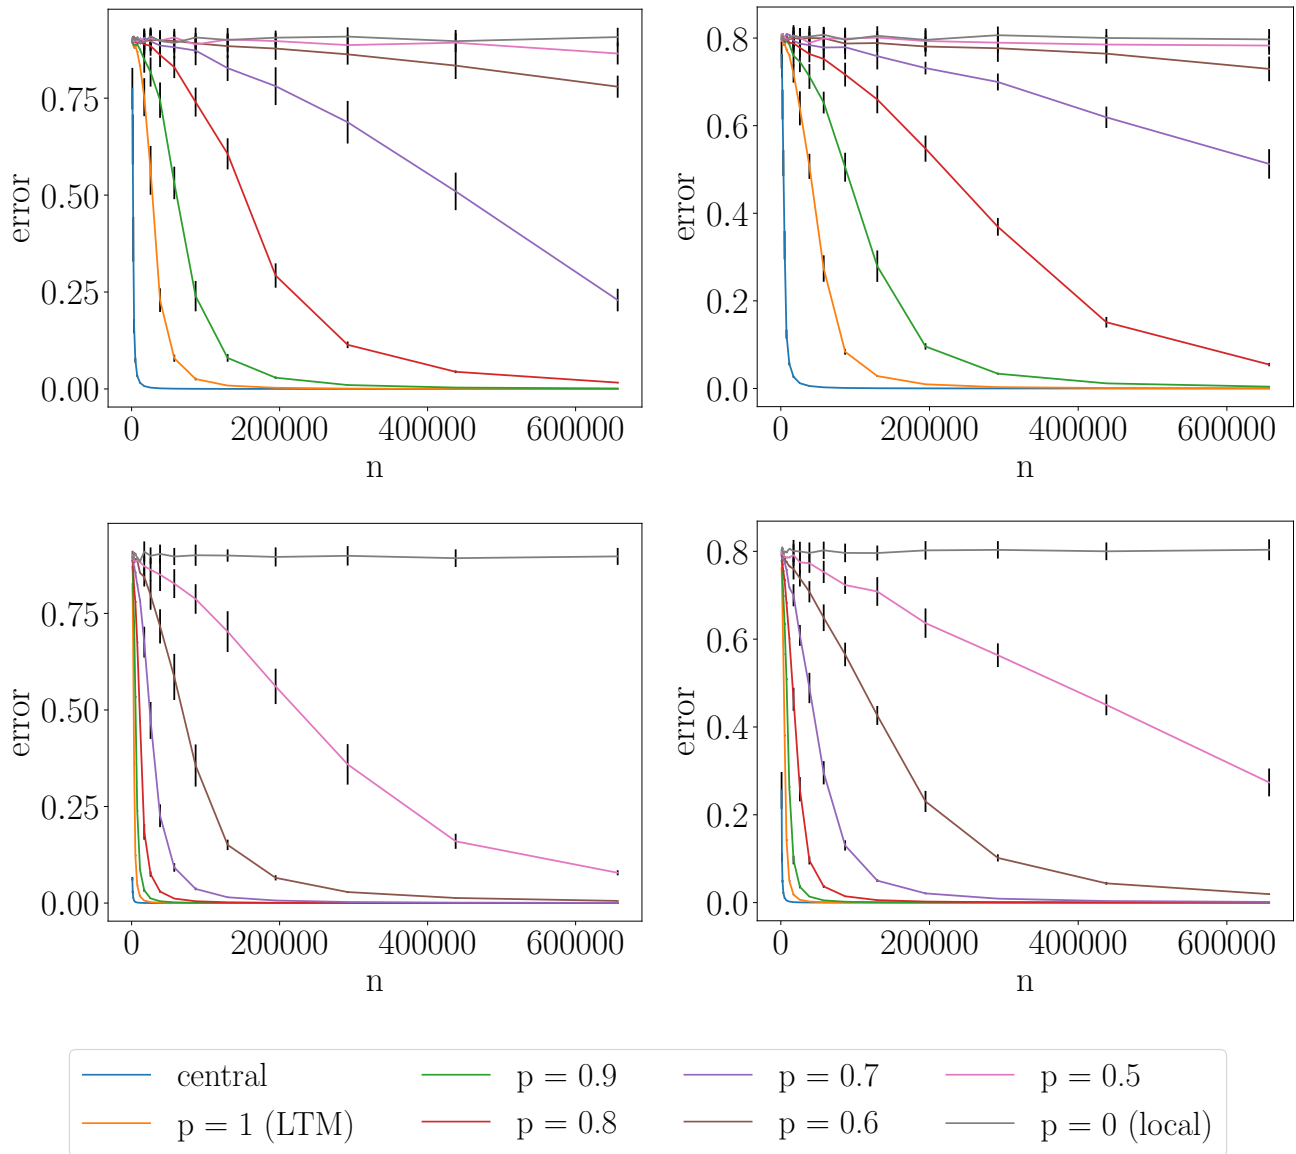 error
0.75
0.50
0.25
0.00
0 200000 400000 600000
n
error
0.8
0.6
0.4
0.2
0.0
0 200000 400000 600000
n
error
0.75
0.50
0.25
0.00
0 200000 400000 600000
n
error
0.8
0.6
0.4
0.2
0.0
0 200000 400000 600000
n
central p = 0.9 p = 0.7 p = 0.5
p = 1 (LTM) p = 0.8 p = 0.6 p = 0 (local)